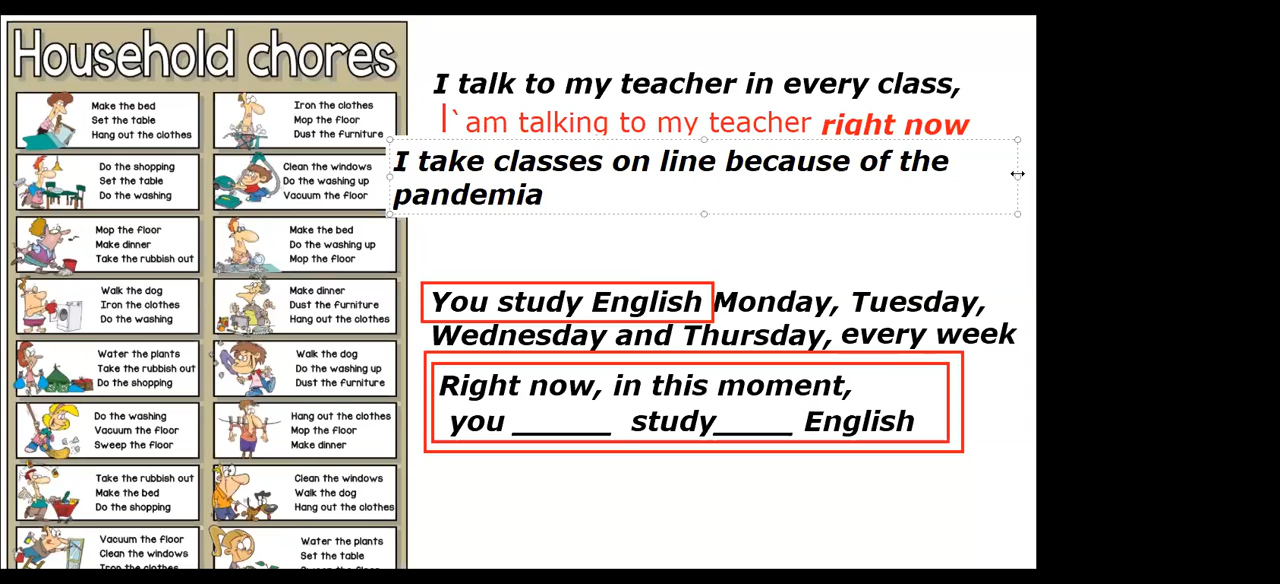 Household chores
Make the bed
Set the table
Hang out the clothes
Iron the clothes
Mop the floor
Dust the furniture
Do the shopping
Set the table
Do the washing
Clean the windows
Do the washing up
Vacuum the floor
Mop the floor
Make dinner
Take the rubbish out
Make the bed
Do the washing up
Mop the floor
Walk the dog
Iron the clothes
Do the washing
Make dinner
Dust the furniture
Hang out the clothes
Water the plants
Take the rubbish out
Do the shopping
Walk the dog
Do the washing up
Dust the furniture
Do the washing
Vacuum the floor
Sweep the floor
Hang out the clothes
Mop the floor
Make dinner
Take the rubbish out
Make the bed
Do the shopping
Clean the windows
Walk the dog
Hang out the clothes
Vacuum the floor
Clean the windows
Iron the clothes
Water the plants
Set the table
Sweep the floor
I talk to my teacher in every class,
I`am talking to my teacher right now
I take classes on line because of the
pandemia
You study English Monday, Tuesday,
Wednesday and Thursday, every week
Right now, in this moment,
you _____ study____ English